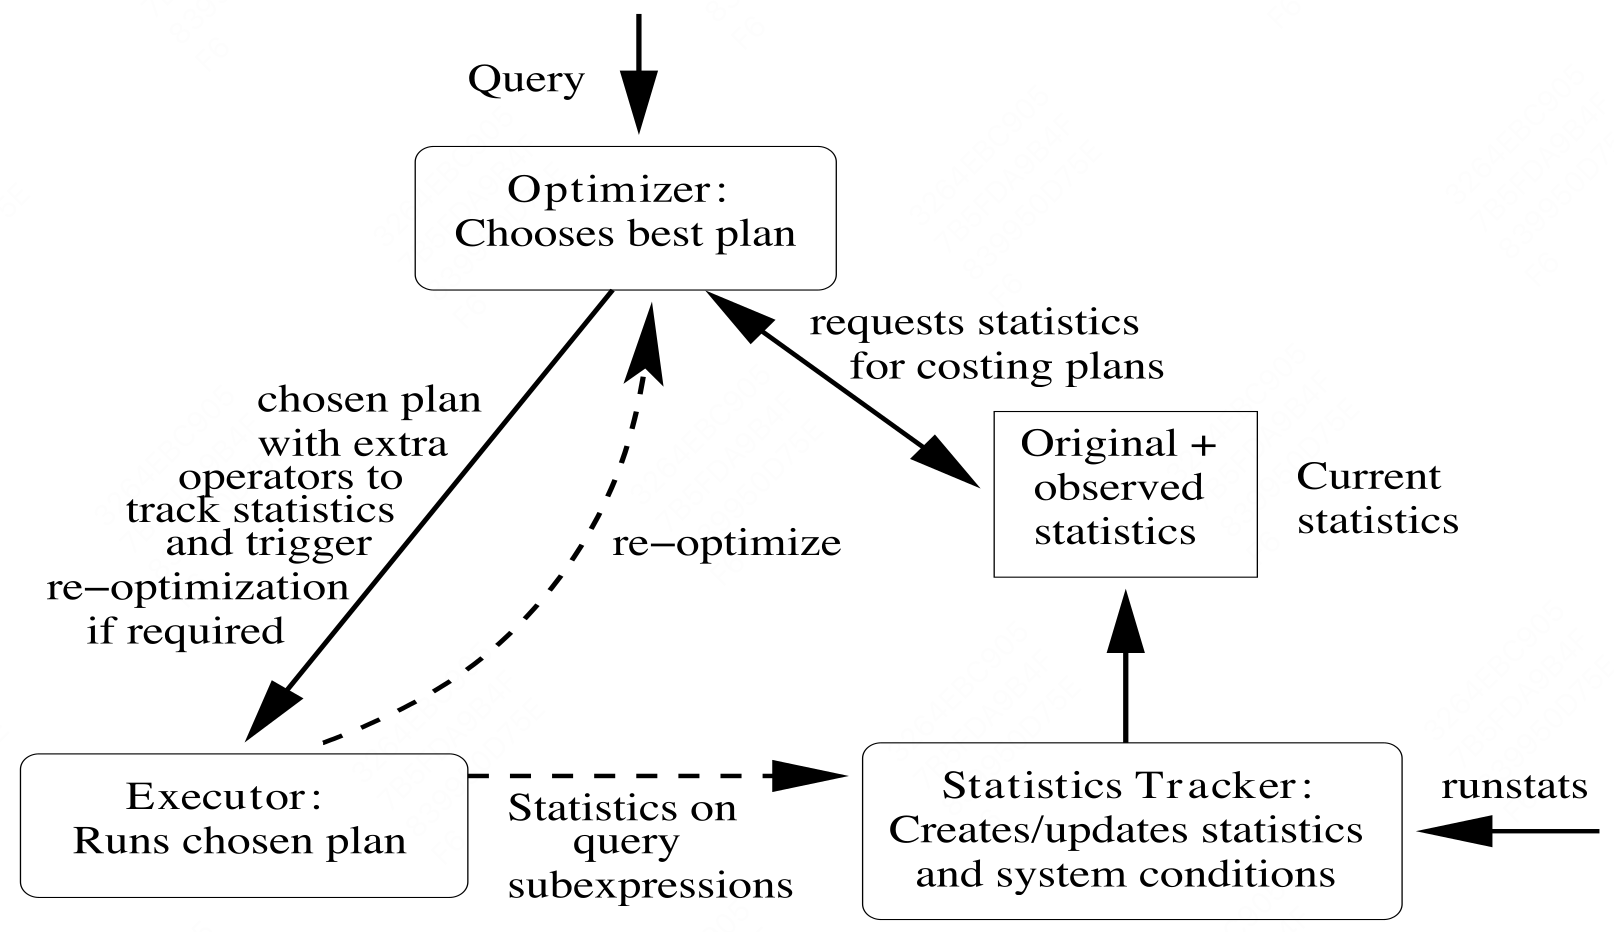 Query
Optimizer:
Chooses best plan
requests statistics
for costing plans
chosen plan
with extra
operators to
track statistics
and trigger
re−optimization
if required
re−optimize
Original +
observed
statistics
Current
statistics
Executor:
Runs chosen plan
Statistics on
query
subexpressions
Statistics Tracker:
Creates/updates statistics
and system conditions
runstats